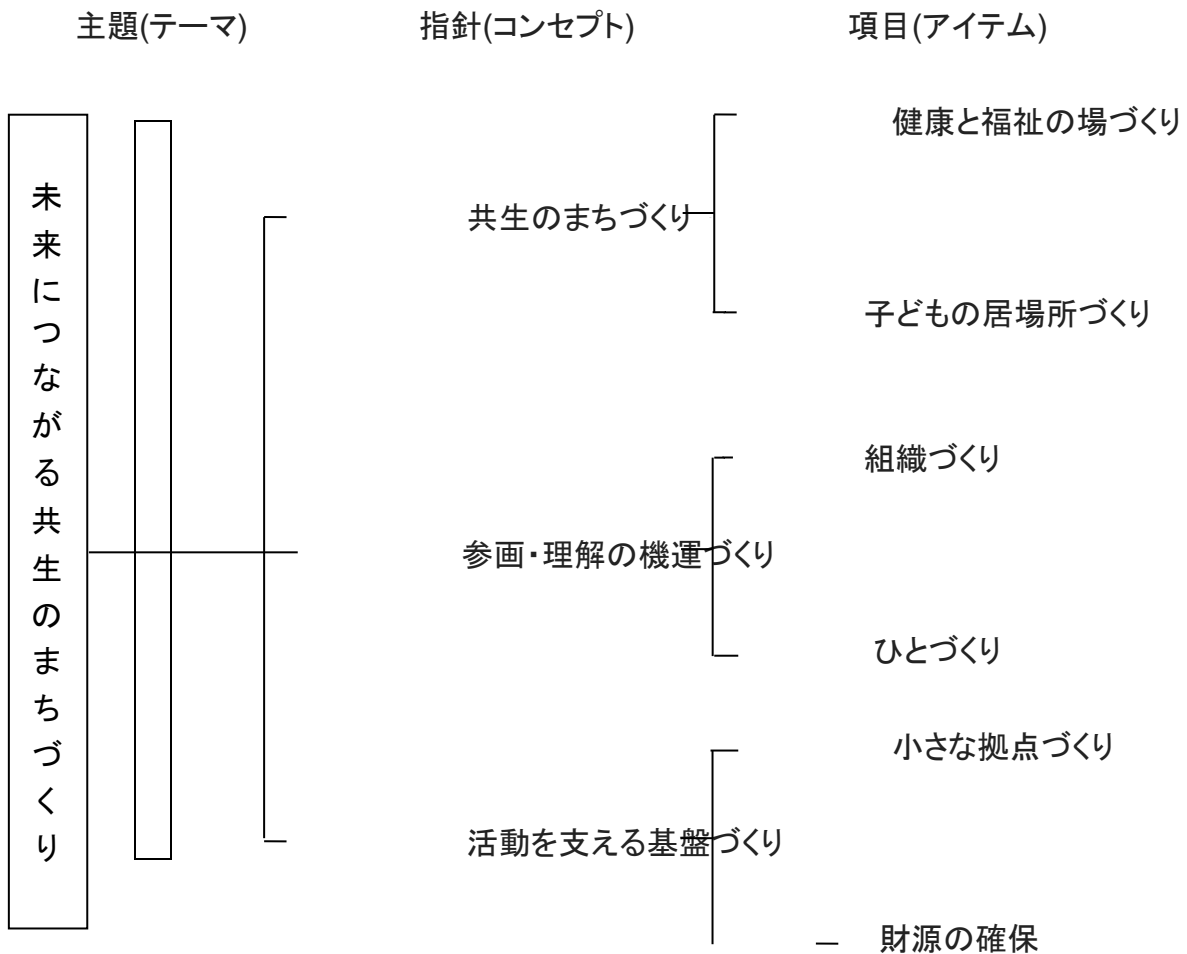 主題(テーマ) 指針(コンセプト) 項目(アイテム)
未来につながる共生のまちづくり
健康と福祉の場づくり
共生のまちづくり
子どもの居場所づくり
組織づくり
参画・理解の機運づくり
ひとづくり
小さな拠点づくり
活動を支える基盤づくり
財源の確保